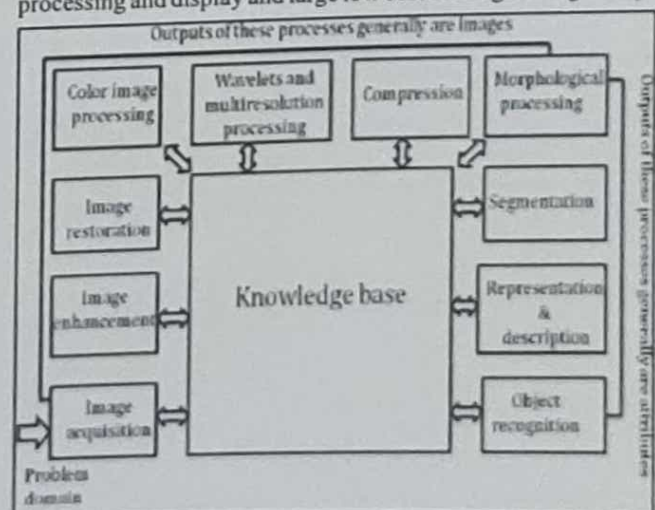 processing and display and large
Outputs of these processes generally are images
Color image
processing
Wavelets and
multiresolution
processing
Compression
Morphological
processing
Outputs of these processes generally are attributes
Image
restoration
Segmentation
Knowledge base
Image
enhancement
Representation
&
description
Image
acquisition
Object
recognition
Problem
domain